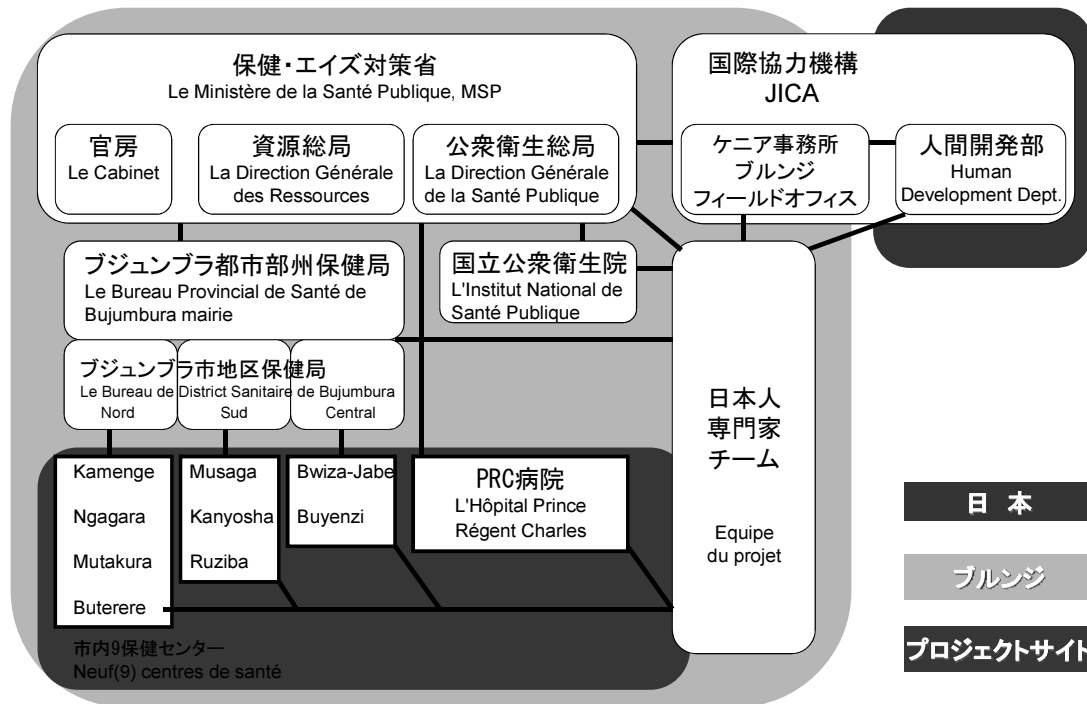 保健・エイズ対策省
Le Ministère de la Santé Publique, MSP
官房
Le Cabinet
資源総局
La Direction Générale
des Ressources
公衆衛生総局
La Direction Générale
de la Santé Publique
国際協力機構
JICA
ケニア事務所
ブルンジ
フィールドオフィス
人間開発部
Human
Development Dept.
ブジュンブラ都市部州保健局
Le Bureau Provincial de Santé de
Bujumbura mairie
国立公衆衛生院
L'Institut National de
Santé Publique
ブジュンブラ市地区保健局
Le Bureau de District Sanitaire de Bujumbura
Nord
Sud
Central
Kamenge
Ngagara
Mutakura
Buterere
Musaga
Kanyosha
Ruziba
Bwiza-Jabe
Buyenzi
PRC病院
L'Hôpital Prince
Régent Charles
日本人
専門家
チーム
Equipe
du projet
市内9保健センター
Neuf(9) centres de santé
日 本
ブルンジ
プロジェクトサイト